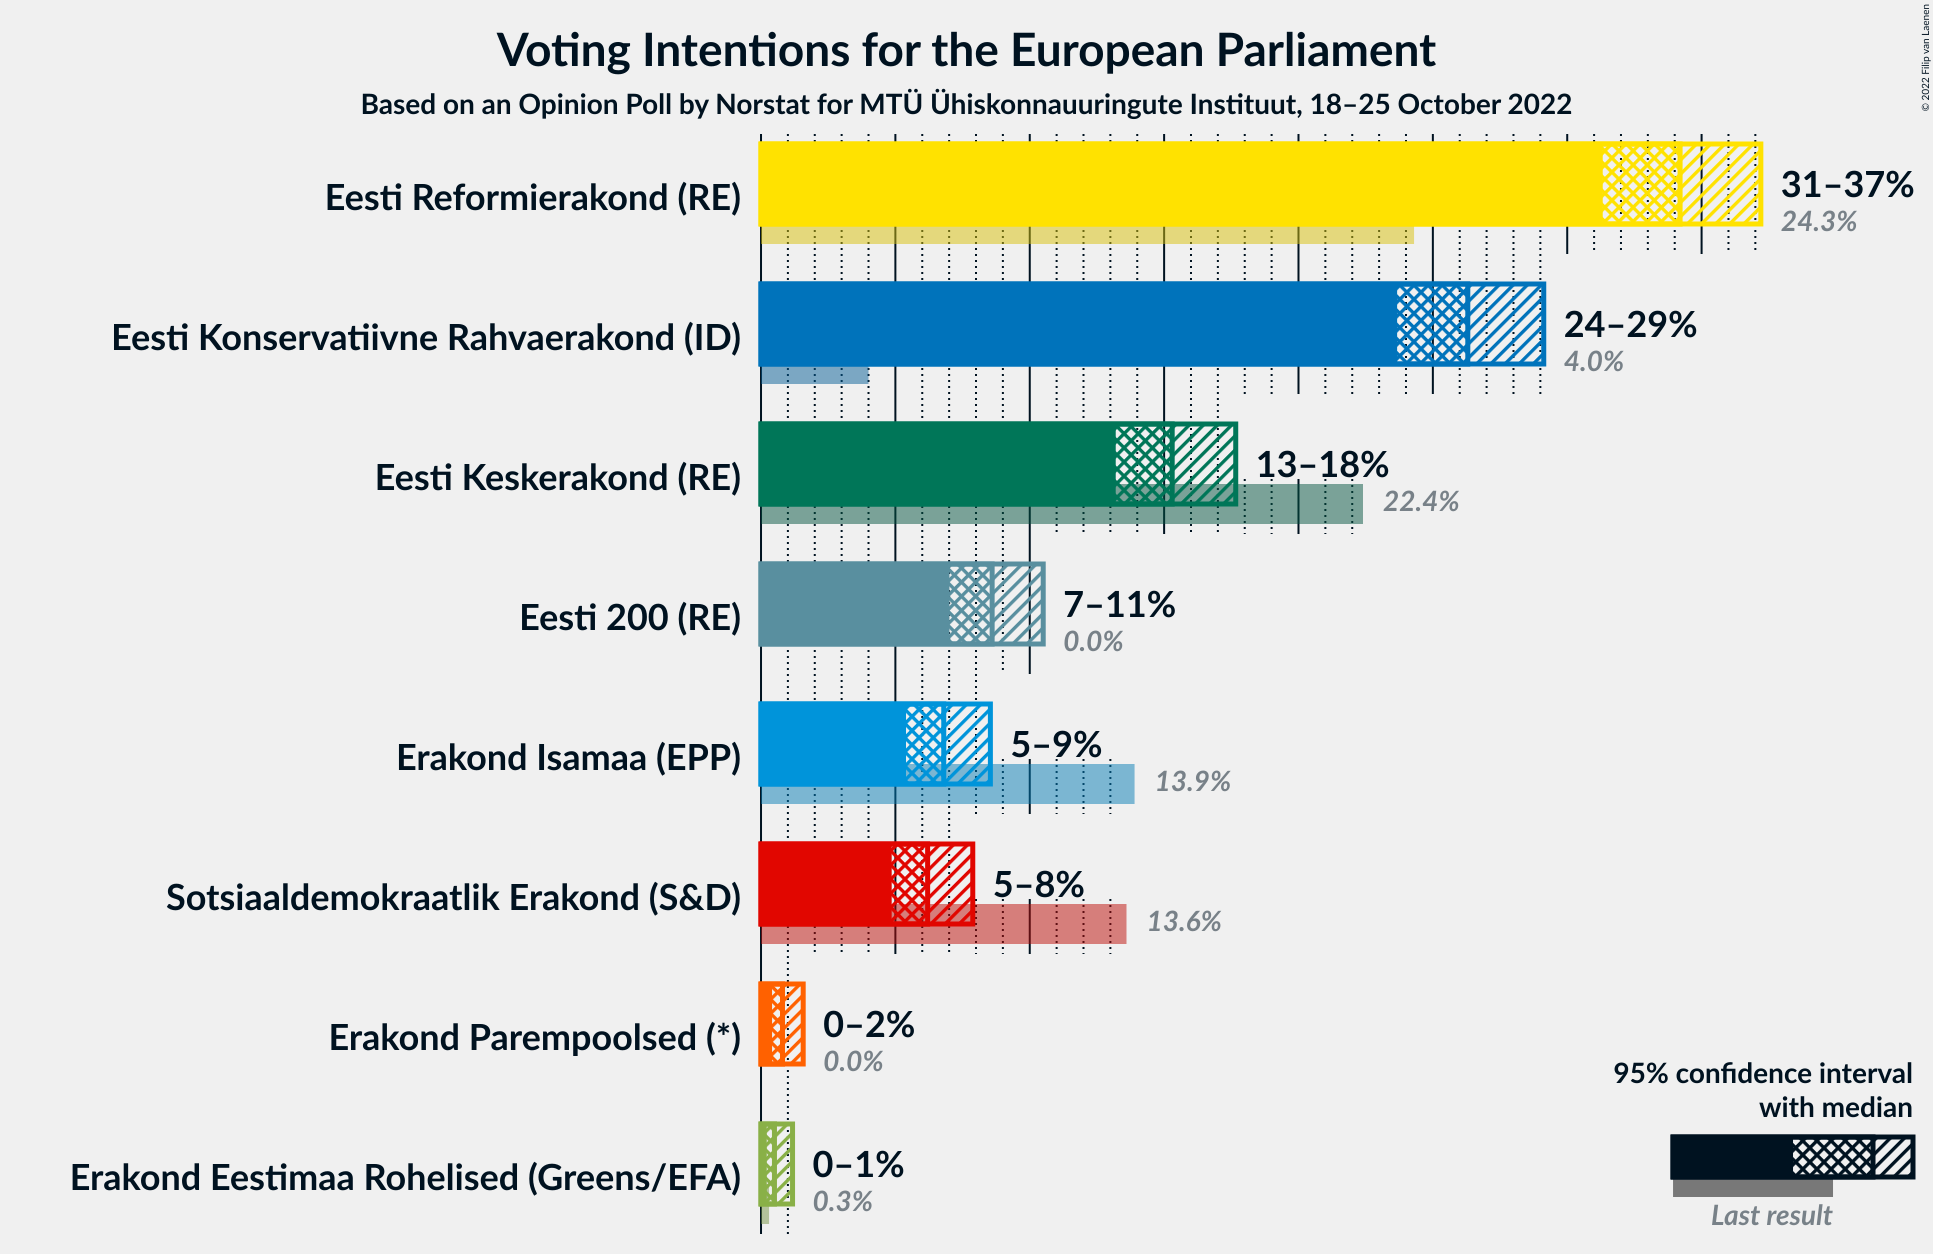 Voting Intentions for the European Parliament
Based on an Opinion Poll by Norstat for MTÜ Ühiskonnauuringute Instituut, 18–25 October 2022
© 2022 Filip van Laenen
Eesti Reformierakond (RE)
31–37%
24.3%
Eesti Konservatiivne Rahvaerakond (ID)
24–29%
4.0%
Eesti Keskerakond (RE)
13–18%
22.4%
Eesti 200 (RE)
7–11%
0.0%
Erakond Isamaa (EPP)
5–9%
13.9%
Sotsiaaldemokraatlik Erakond (S&D)
5–8%
13.6%
Erakond Parempoolsed (*)
0–2%
0.0%
Erakond Eestimaa Rohelised (Greens/EFA)
0–1%
0.3%
95% confidence interval
with median
Last result